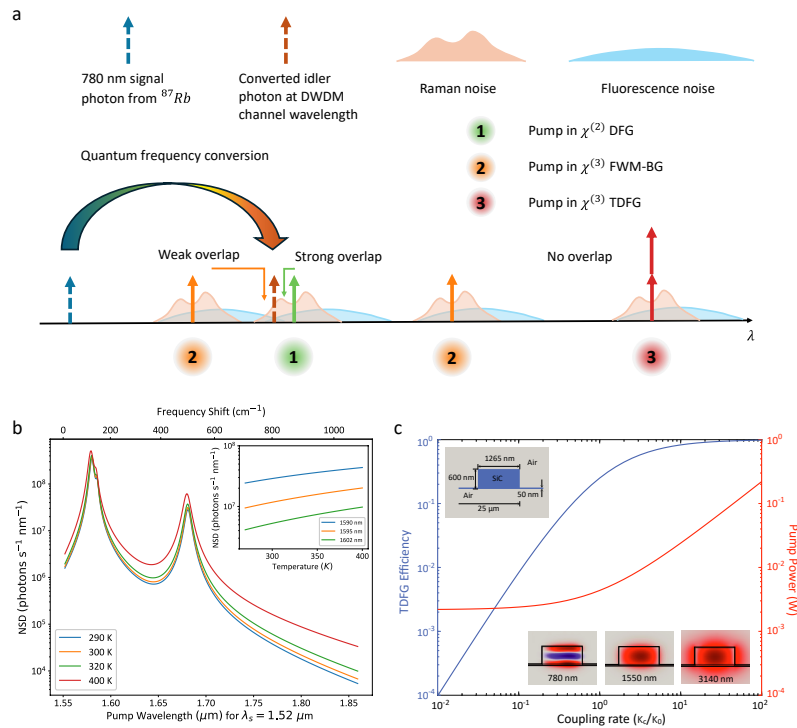 a
780 nm signal
photon from ⁸⁷Rb
Converted idler
photon at DWDM
channel wavelength
Raman noise
Fluorescence noise
1 Pump in χ⁽²⁾ DFG
2 Pump in χ⁽³⁾ FWM-BG
3 Pump in χ⁽³⁾ TDFG
Quantum frequency conversion
Weak overlap
Strong overlap
No overlap
λ
2
1
2
3
b
Frequency Shift (cm⁻¹)
0 200 400 600 800 1000
NSD (photons s⁻¹ nm⁻¹)
10⁸
10⁷
10⁶
10⁵
10⁴
290 K
300 K
320 K
400 K
1.55 1.60 1.65 1.70 1.75 1.80 1.85
Pump Wavelength (μm) for λₛ = 1.52 μm
NSD (photons s⁻¹ nm⁻¹)
10⁸
10⁷
1590 nm
1595 nm
1602 nm
300 350 400
Temperature (K)
c
TDFG Efficiency
10⁰
10⁻¹
10⁻²
10⁻³
10⁻⁴
1265 nm
Air
600 nm
SiC
Air
50 nm
25 μm
780 nm
1550 nm
3140 nm
10⁻² 10⁻¹ 10⁰ 10¹ 10²
Coupling rate (κc/κ₀)
10⁰
10⁻¹
10⁻²
10⁻³
10⁻⁴
Pump Power (W)